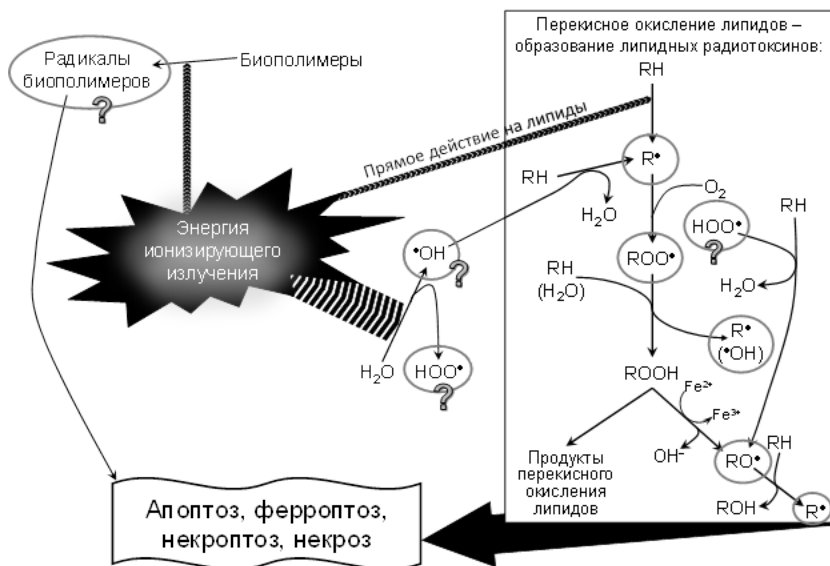 Перекисное окисление липидов –
образование липидных радиотоксинов:
Радикалы
биополимеров
?
Биополимеры
RH
Прямое действие на липиды
R•
RH
O₂
H₂O
RH
Энергия
ионизирующего
излучения
•OH
?
ROO•
HOO•
?
RH
(H₂O)
H₂O
R•
(•OH)
H₂O
HOO•
?
ROOH
Fe²⁺
Fe³⁺
OH⁻
RO•
RH
Продукты
перекисного
окисления
липидов
ROH
R•
Апоптоз, ферроптоз,
некроптоз, некроз